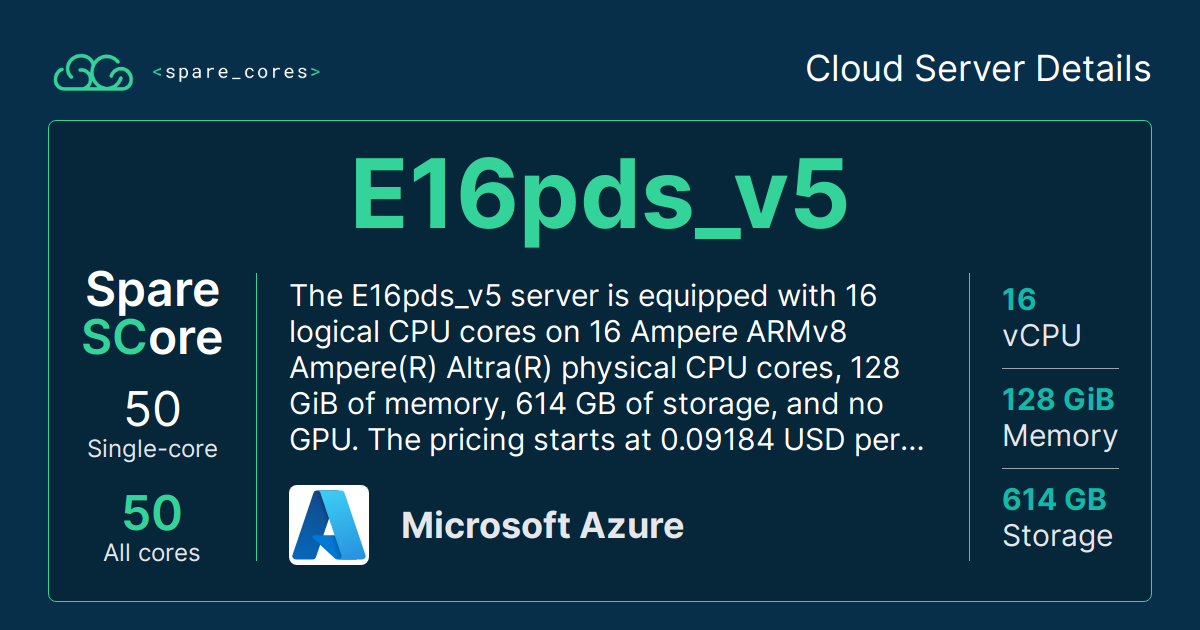 <spare_cores>
Cloud Server Details
E16pds_v5
Spare
SCore
50
Single-core
50
All cores
The E16pds_v5 server is equipped with 16
logical CPU cores on 16 Ampere ARMv8
Ampere(R) Altra(R) physical CPU cores, 128
GiB of memory, 614 GB of storage, and no
GPU. The pricing starts at 0.09184 USD per...
Microsoft Azure
16
vCPU
128 GiB
Memory
614 GB
Storage